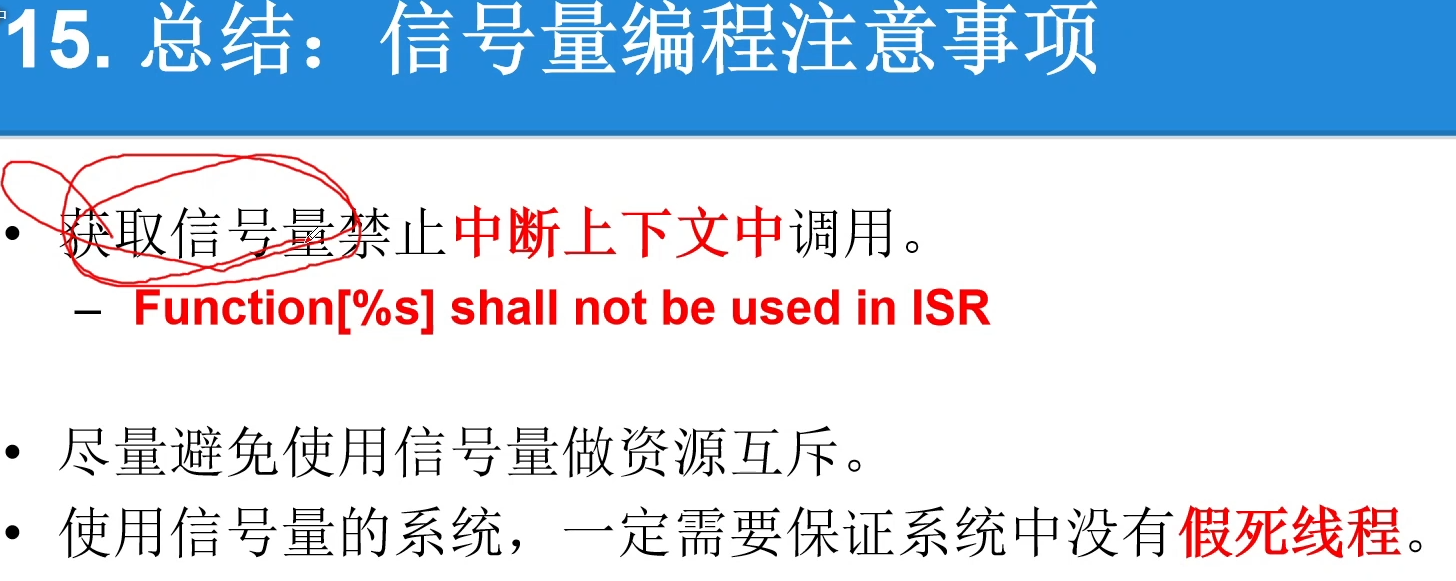 15. 总结：信号量编程注意事项
• 获取信号量禁止中断上下文中调用。
– Function[%s] shall not be used in ISR
• 尽量避免使用信号量做资源互斥。
• 使用信号量的系统，一定需要保证系统中没有假死线程。